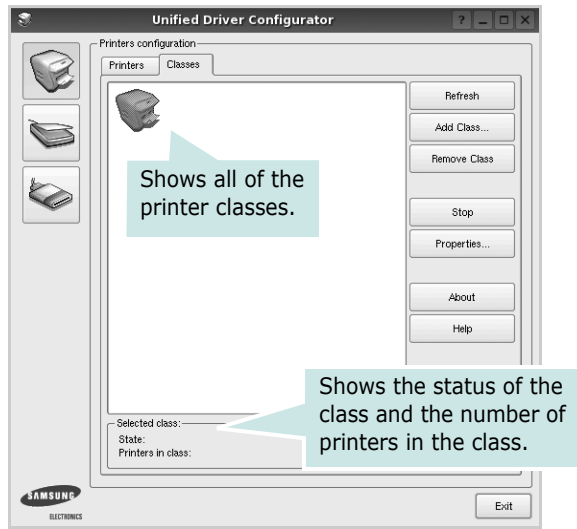 Unified Driver Configurator
Printers configuration
Printers
Classes
Refresh
Add Class...
Remove Class
Shows all of the
printer classes.
Stop
Properties...
About
Help
Shows the status of the
class and the number of
printers in the class.
Selected class:
State:
Printers in class:
SAMSUNG
ELECTRONICS
Exit